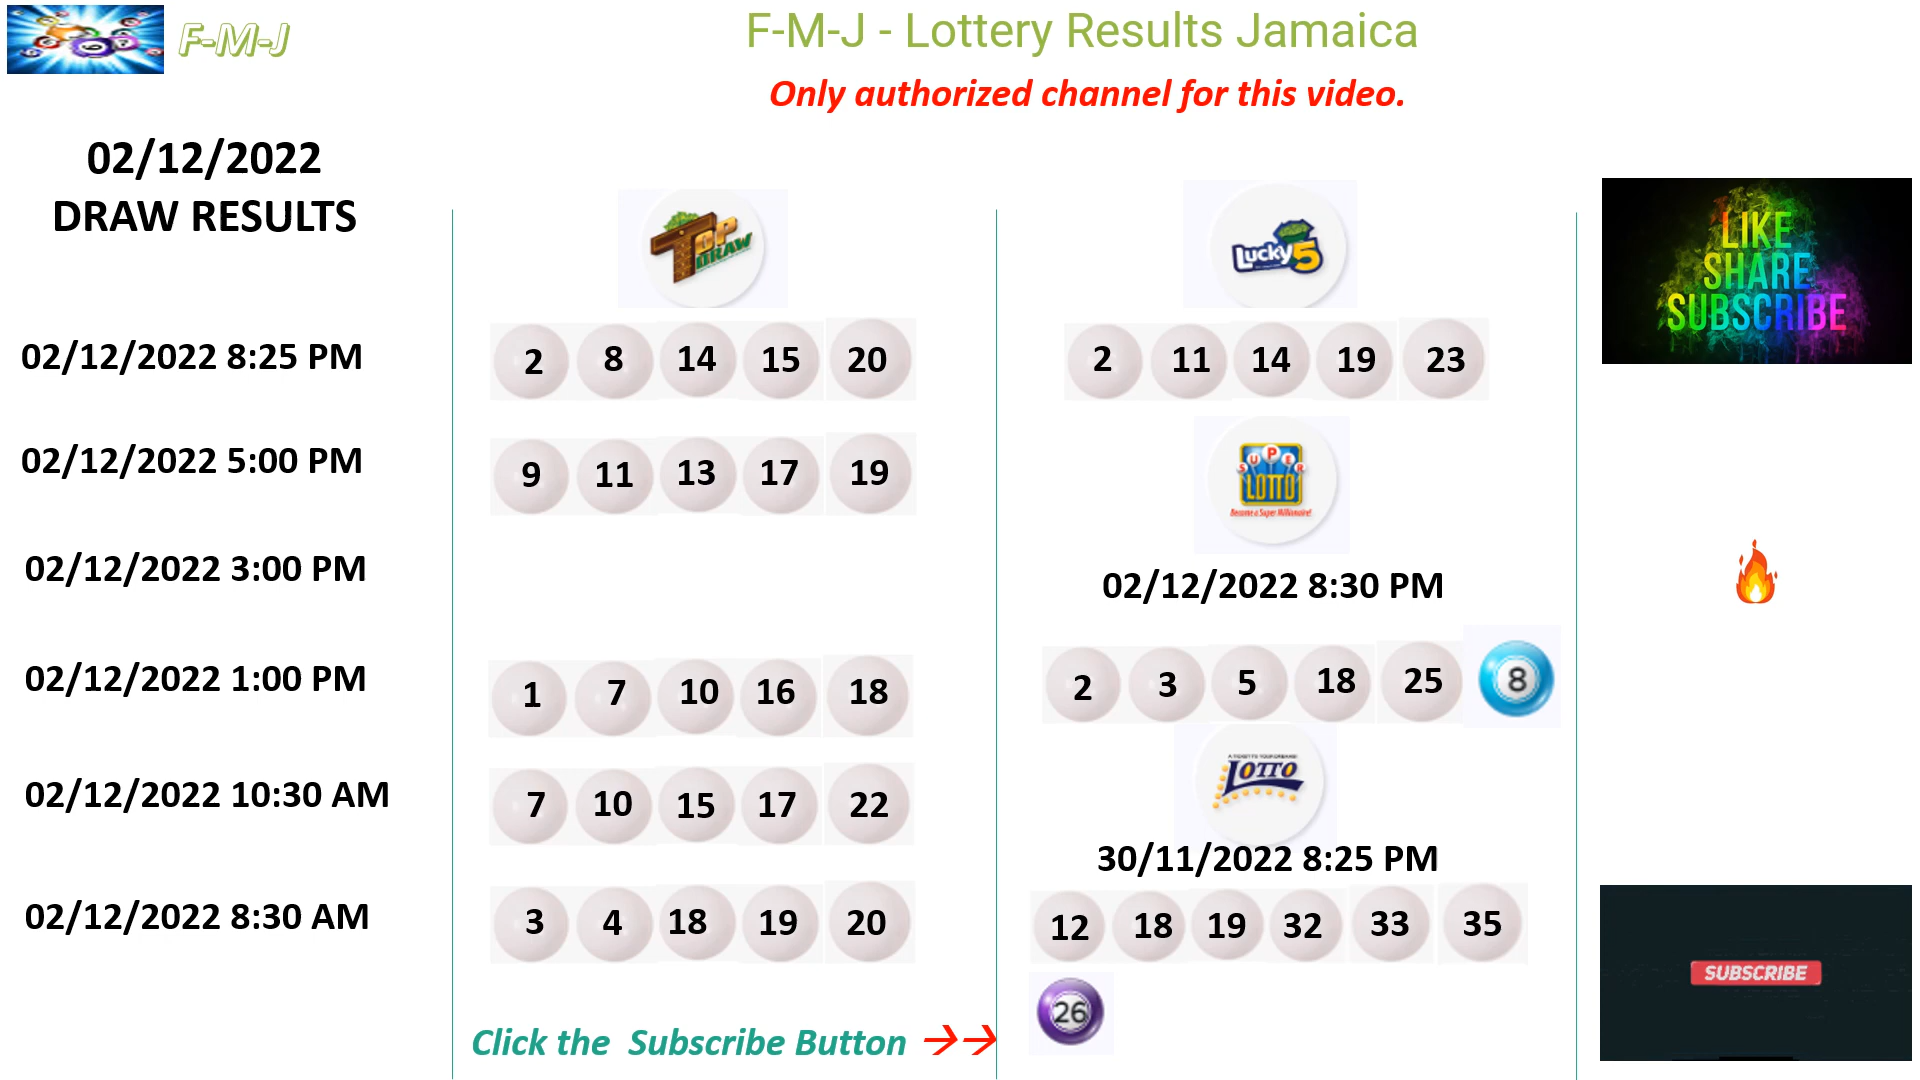 F-M-J
F-M-J - Lottery Results Jamaica
Only authorized channel for this video.
02/12/2022
DRAW RESULTS
TOP DRAW
Lucky 5
LIKE
SHARE
SUBSCRIBE
02/12/2022 8:25 PM
2 8 14 15 20
2 11 14 19 23
02/12/2022 5:00 PM
9 11 13 17 19
SUPER
LOTTO
Become a Super Millionaire!
02/12/2022 3:00 PM
02/12/2022 8:30 PM
02/12/2022 1:00 PM
1 7 10 16 18
2 3 5 18 25 8
02/12/2022 10:30 AM
7 10 15 17 22
LOTTO
30/11/2022 8:25 PM
02/12/2022 8:30 AM
3 4 18 19 20
12 18 19 32 33 35
26
SUBSCRIBE
Click the Subscribe Button →→